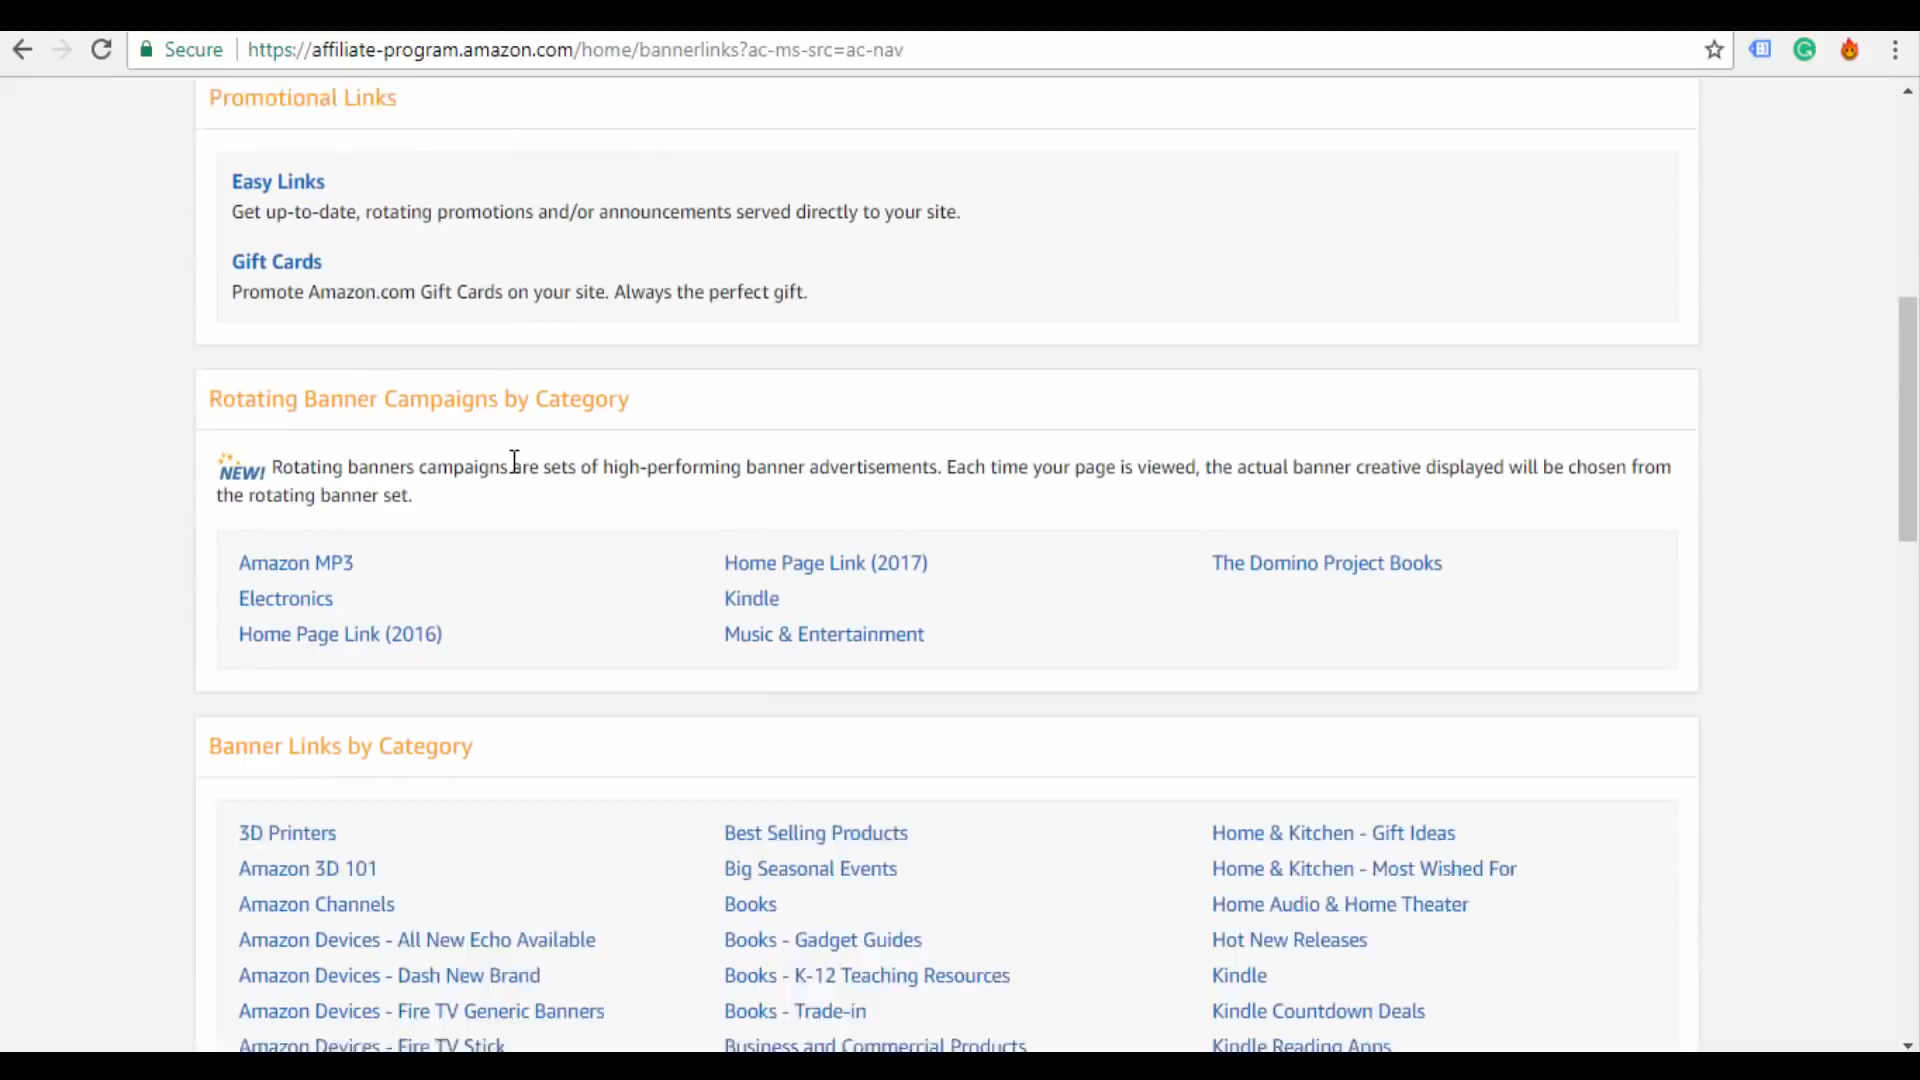 Secure
https://affiliate-program.amazon.com/home/bannerlinks?ac-ms-src=ac-nav
Promotional Links
Easy Links
Get up-to-date, rotating promotions and/or announcements served directly to your site.
Gift Cards
Promote Amazon.com Gift Cards on your site. Always the perfect gift.
Rotating Banner Campaigns by Category
NEW! Rotating banners campaigns are sets of high-performing banner advertisements. Each time your page is viewed, the actual banner creative displayed will be chosen from
the rotating banner set.
Amazon MP3
Electronics
Home Page Link (2016)
Home Page Link (2017)
Kindle
Music & Entertainment
The Domino Project Books
Banner Links by Category
3D Printers
Amazon 3D 101
Amazon Channels
Amazon Devices - All New Echo Available
Amazon Devices - Dash New Brand
Amazon Devices - Fire TV Generic Banners
Amazon Devices - Fire TV Stick
Best Selling Products
Big Seasonal Events
Books
Books - Gadget Guides
Books - K-12 Teaching Resources
Books - Trade-in
Business and Commercial Products
Home & Kitchen - Gift Ideas
Home & Kitchen - Most Wished For
Home Audio & Home Theater
Hot New Releases
Kindle
Kindle Countdown Deals
Kindle Reading Apps